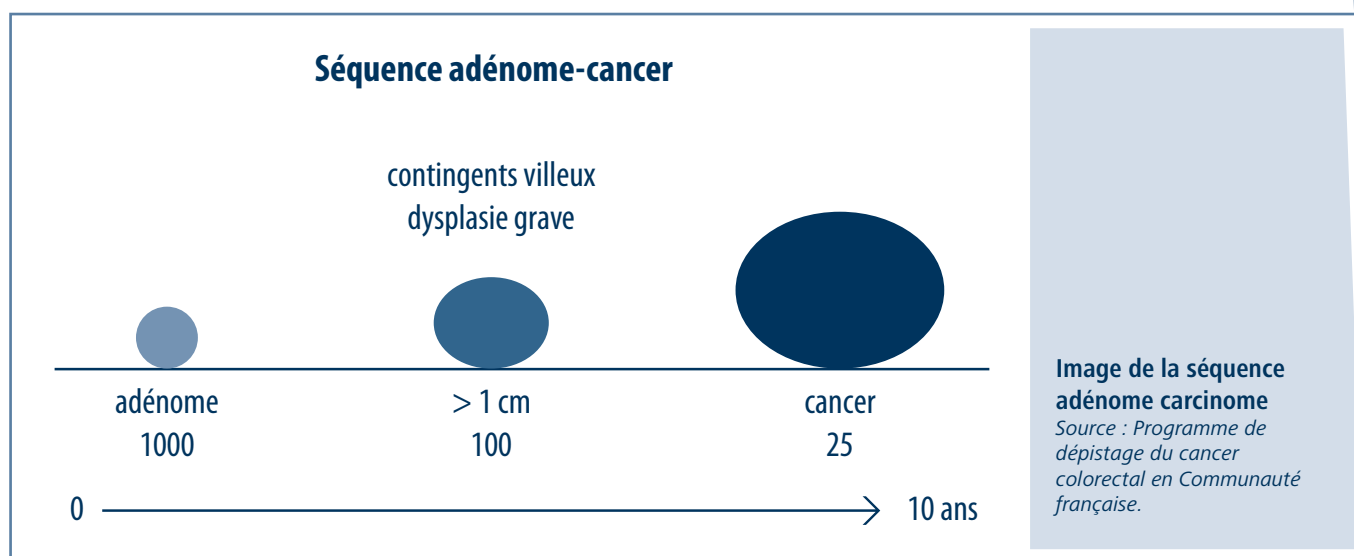 Séquence adénome-cancer
contingents villeux
dysplasie grave
adénome
1000
> 1 cm
100
cancer
25
0
10 ans
Image de la séquence
adénome carcinome
Source : Programme de
dépistage du cancer
colorectal en Communauté
française.